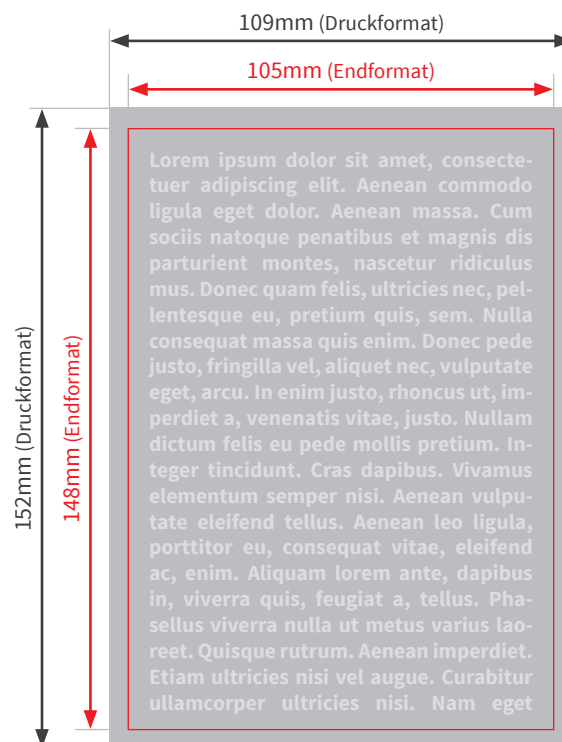 109mm (Druckformat)
105mm (Endformat)
152mm (Druckformat)
148mm (Endformat)
Lorem ipsum dolor sit amet, consecte-
tuer adipiscing elit. Aenean commodo
ligula eget dolor. Aenean massa. Cum
sociis natoque penatibus et magnis dis
parturient montes, nascetur ridiculus
mus. Donec quam felis, ultricies nec, pel-
lentesque eu, pretium quis, sem. Nulla
consequat massa quis enim. Donec pede
justo, fringilla vel, aliquet nec, vulputate
eget, arcu. In enim justo, rhoncus ut, im-
perdiet a, venenatis vitae, justo. Nullam
dictum felis eu pede mollis pretium. In-
teger tincidunt. Cras dapibus. Vivamus
elementum semper nisi. Aenean vulpu-
tate eleifend tellus. Aenean leo ligula,
porttitor eu, consequat vitae, eleifend
ac, enim. Aliquam lorem ante, dapibus
in, viverra quis, feugiat a, tellus. Pha-
sellus viverra nulla ut metus varius lao-
reet. Quisque rutrum. Aenean imperdiet.
Etiam ultricies nisi vel augue. Curabitur
ullamcorper ultricies nisi. Nam eget